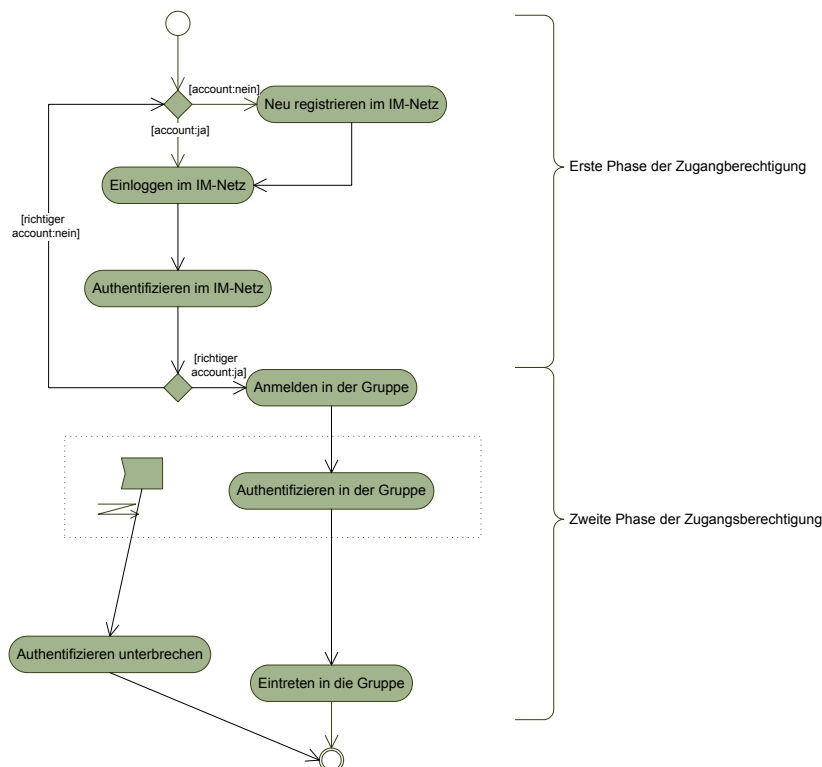 [account:nein]
Neu registrieren im IM-Netz
[account:ja]
Erste Phase der Zugangberechtigung
Einloggen im IM-Netz
[richtiger
account:nein]
Authentifizieren im IM-Netz
[richtiger
account:ja]
Anmelden in der Gruppe
Authentifizieren in der Gruppe
Zweite Phase der Zugangsberechtigung
Authentifizieren unterbrechen
Eintreten in die Gruppe